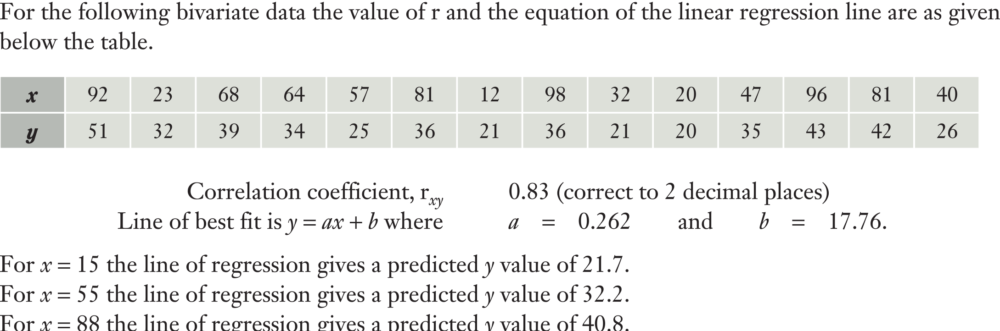 For the following bivariate data the value of r and the equation of the linear regression line are as given
below the table.
x 92 23 68 64 57 81 12 98 32 20 47 96 81 40
y 51 32 39 34 25 36 21 36 21 20 35 43 42 26
Correlation coefficient, rxy 0.83 (correct to 2 decimal places)
Line of best fit is y = ax + b where a = 0.262 and b = 17.76.
For x = 15 the line of regression gives a predicted y value of 21.7.
For x = 55 the line of regression gives a predicted y value of 32.2.
For x = 88 the line of regression gives a predicted y value of 40.8.